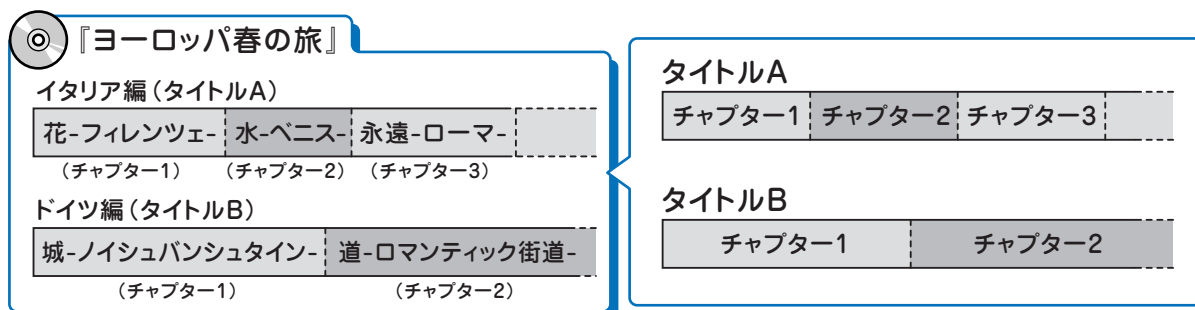 『ヨーロッパ春の旅』
イタリア編(タイトルA)
花-フィレンツェ- 水-ベニス- 永遠-ローマ-
(チャプター1) (チャプター2) (チャプター3)
ドイツ編(タイトルB)
城-ノイシュバンシュタイン- 道-ロマンティック街道-
(チャプター1) (チャプター2)
タイトルA
チャプター1 チャプター2 チャプター3
タイトルB
チャプター1 チャプター2